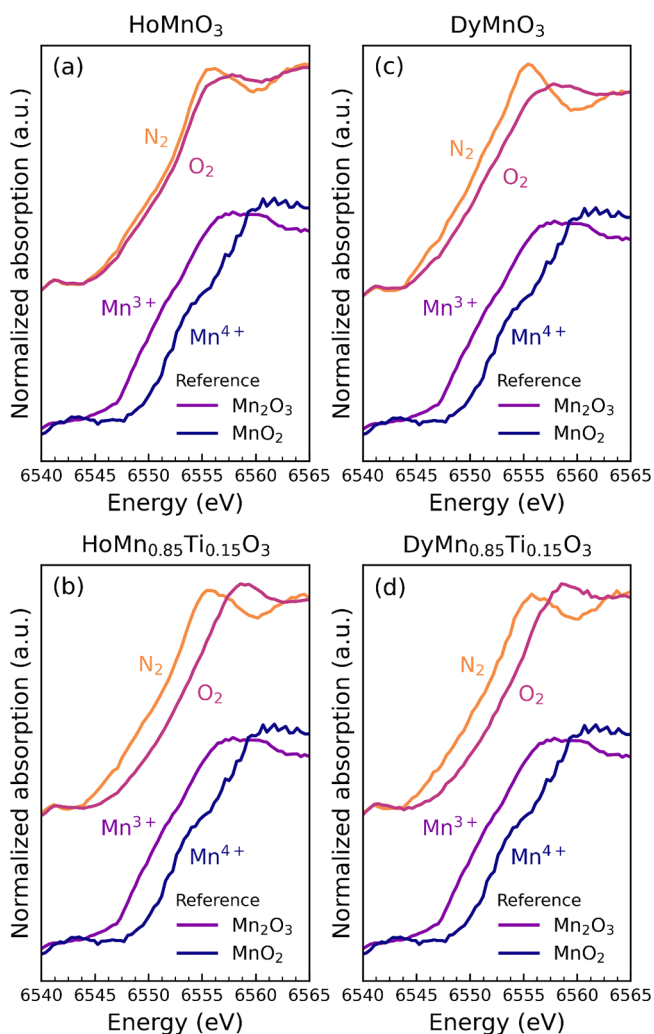 HoMnO₃
Normalized absorption (a.u.)
(a)
N₂
O₂
Mn³⁺
Mn⁴⁺
Reference
Mn₂O₃
MnO₂
6540 6545 6550 6555 6560 6565
Energy (eV)
DyMnO₃
Normalized absorption (a.u.)
(c)
N₂
O₂
Mn³⁺
Mn⁴⁺
Reference
Mn₂O₃
MnO₂
6540 6545 6550 6555 6560 6565
Energy (eV)
HoMn₀.₈₅Ti₀.₁₅O₃
Normalized absorption (a.u.)
(b)
N₂
O₂
Mn³⁺
Mn⁴⁺
Reference
Mn₂O₃
MnO₂
6540 6545 6550 6555 6560 6565
Energy (eV)
DyMn₀.₈₅Ti₀.₁₅O₃
Normalized absorption (a.u.)
(d)
N₂
O₂
Mn³⁺
Mn⁴⁺
Reference
Mn₂O₃
MnO₂
6540 6545 6550 6555 6560 6565
Energy (eV)